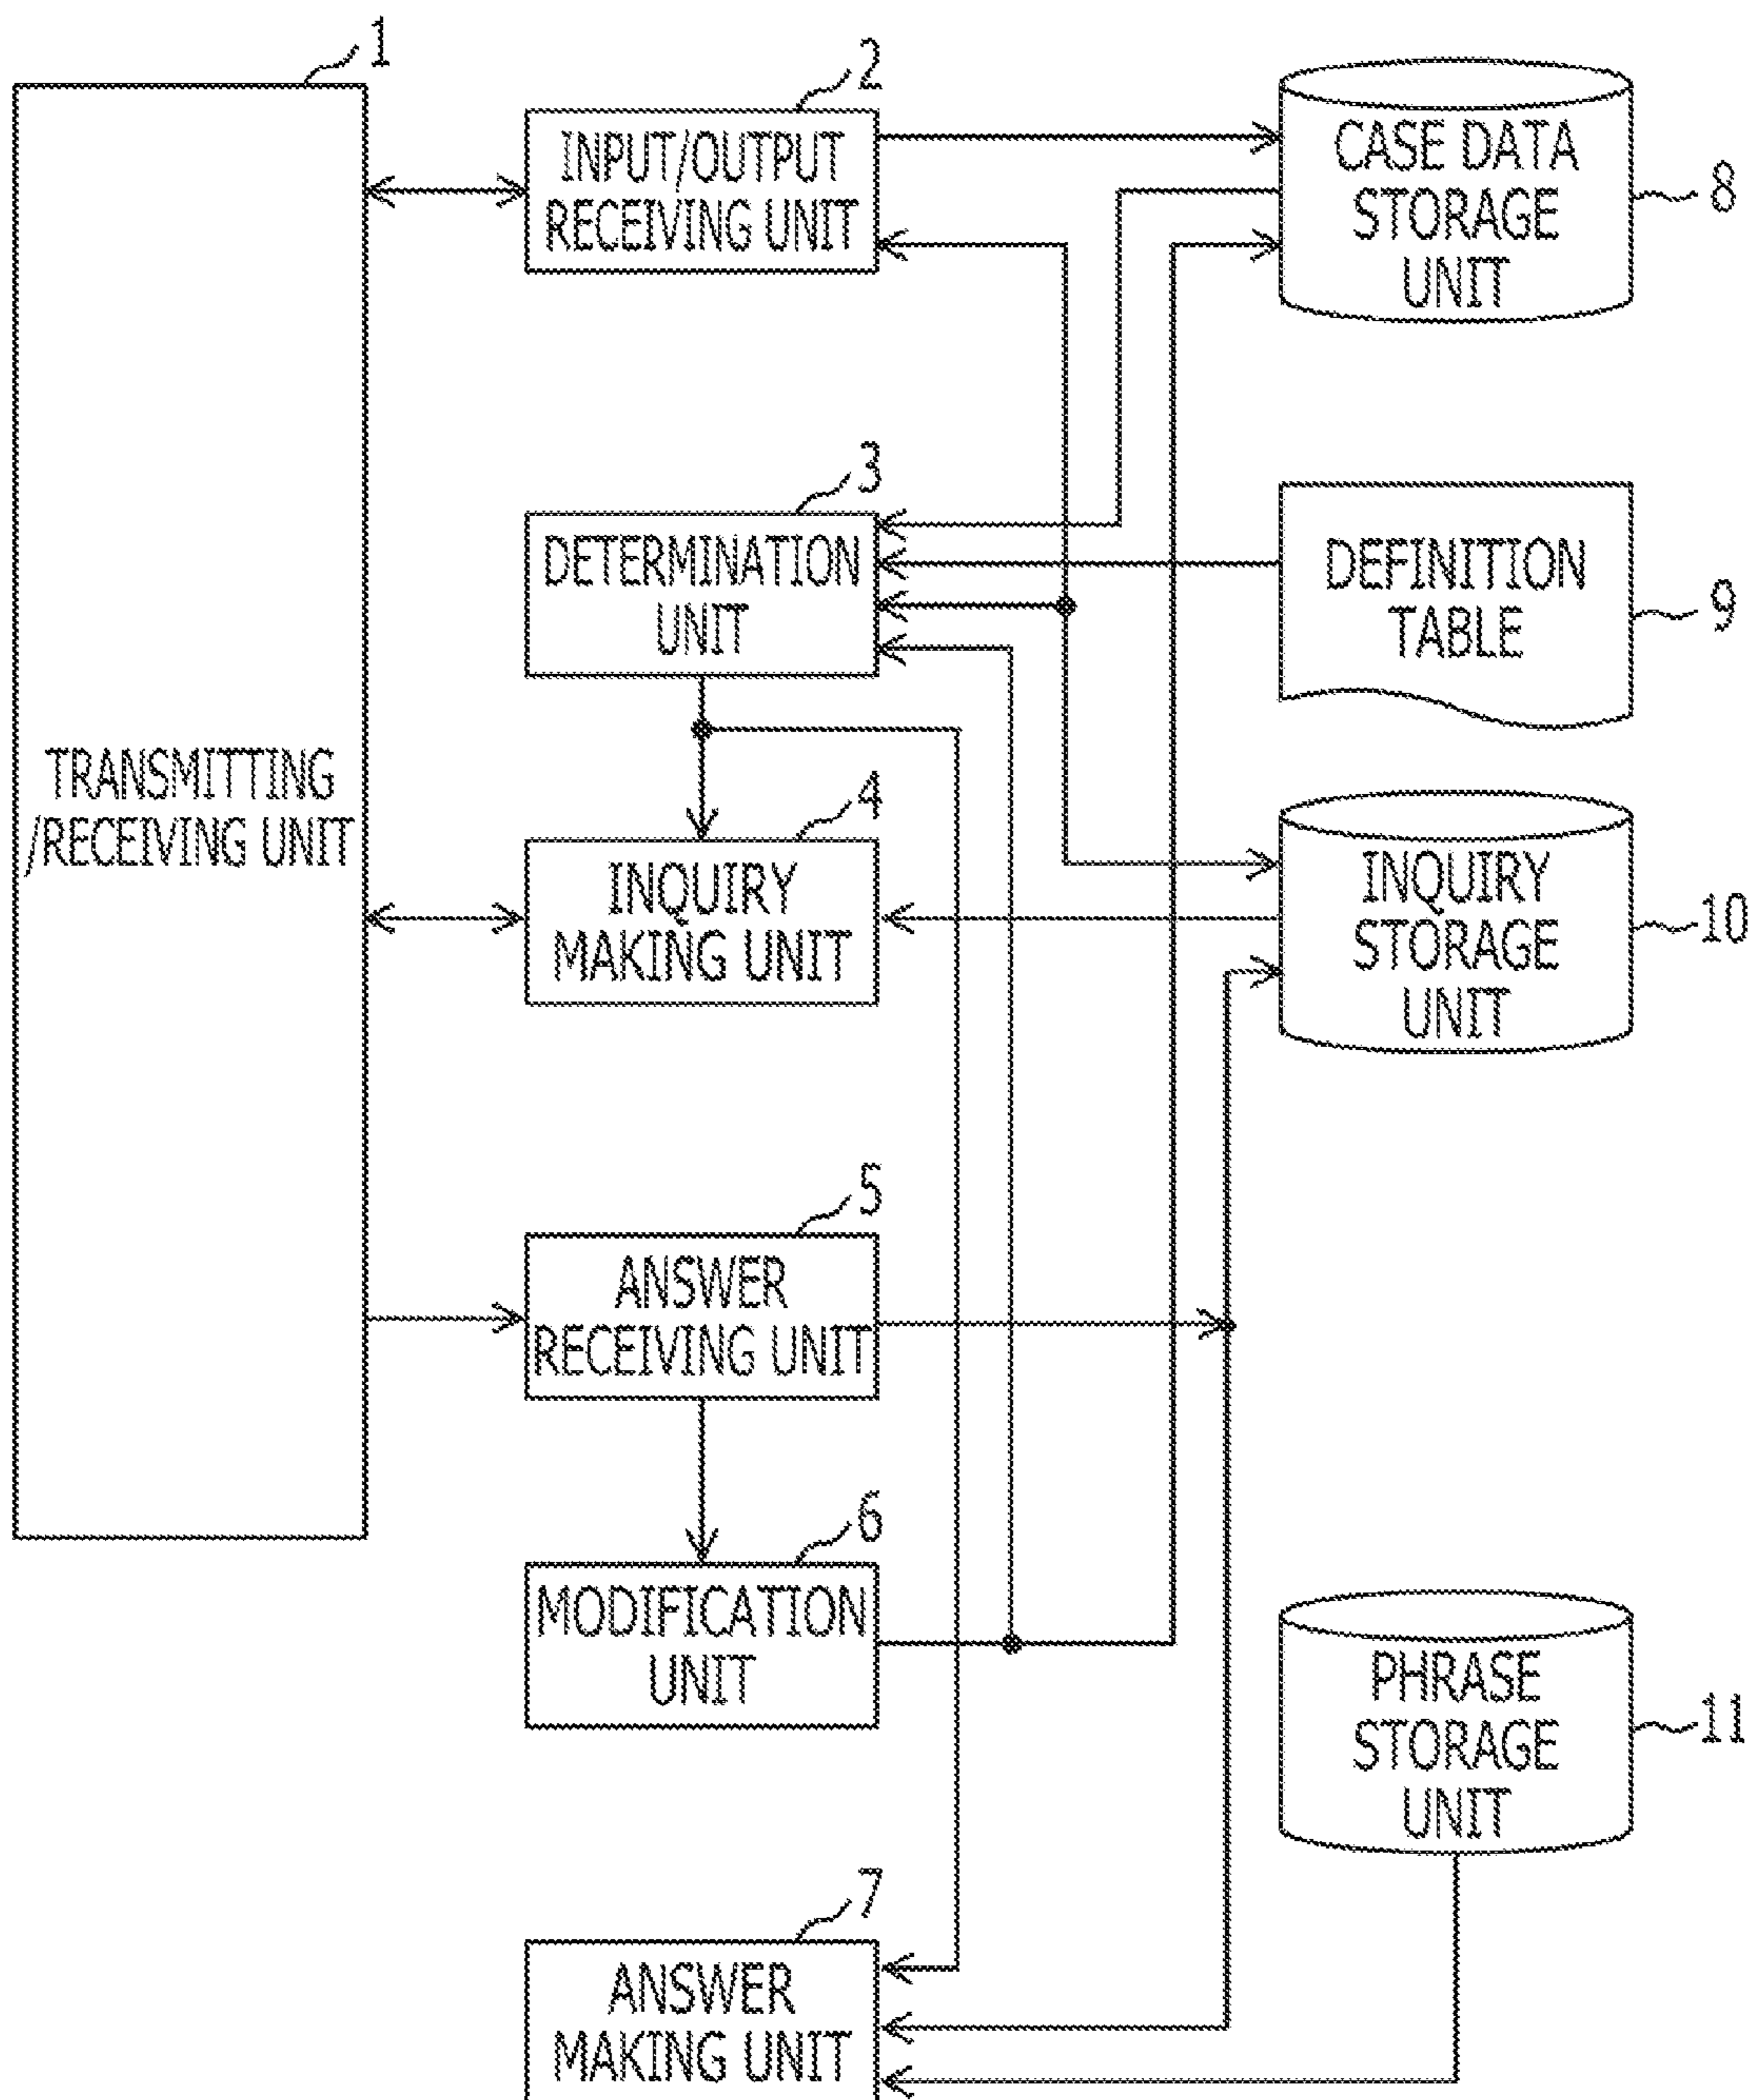 1
2
INPUT/OUTPUT
RECEIVING UNIT
CASE DATA
STORAGE
UNIT
8
3
DETERMINATION
UNIT
DEFINITION
TABLE
9
TRANSMITTING
/RECEIVING UNIT
4
INQUIRY
MAKING UNIT
INQUIRY
STORAGE
UNIT
10
5
ANSWER
RECEIVING UNIT
6
MODIFICATION
UNIT
PHRASE
STORAGE
UNIT
11
7
ANSWER
MAKING UNIT